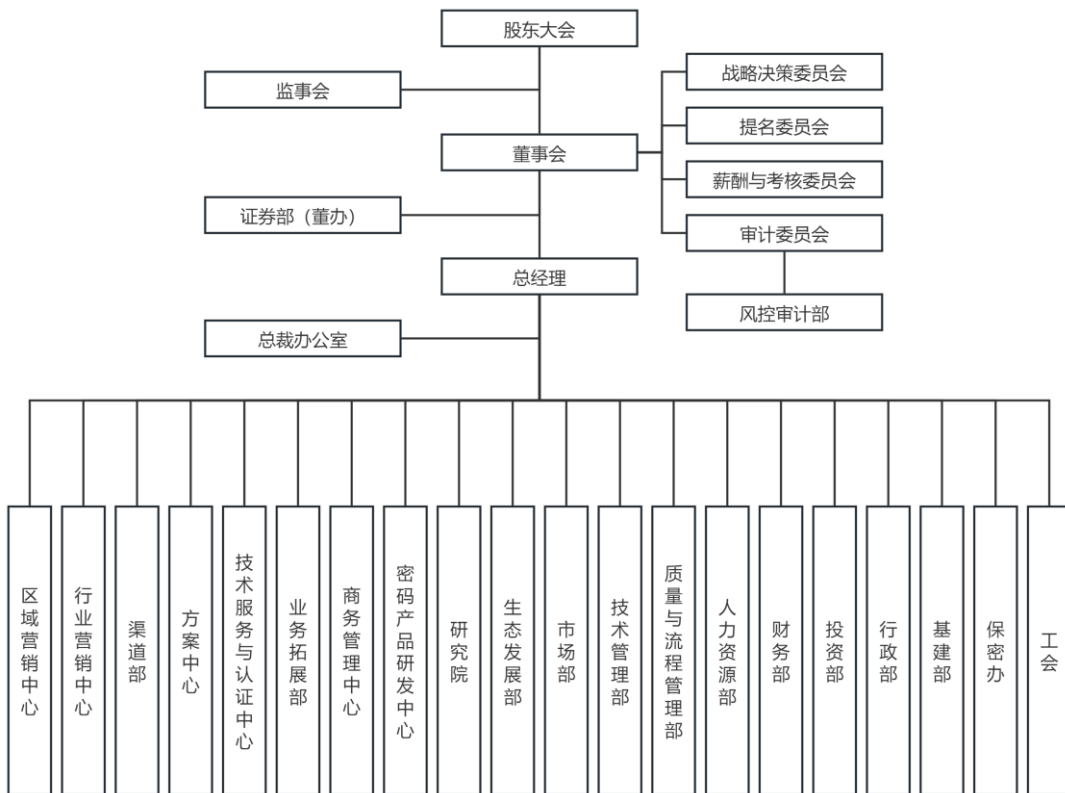 股东大会
监事会
战略决策委员会
提名委员会
董事会
薪酬与考核委员会
证券部（董办）
审计委员会
总经理
风控审计部
总裁办公室
区域营销中心
行业营销中心
渠道部
方案中心
技术服务与认证中心
业务拓展部
商务管理中心
密码产品研发中心
研究院
生态发展部
市场部
技术管理部
质量与流程管理部
人力资源部
财务部
投资部
行政部
基建部
保密办
工会